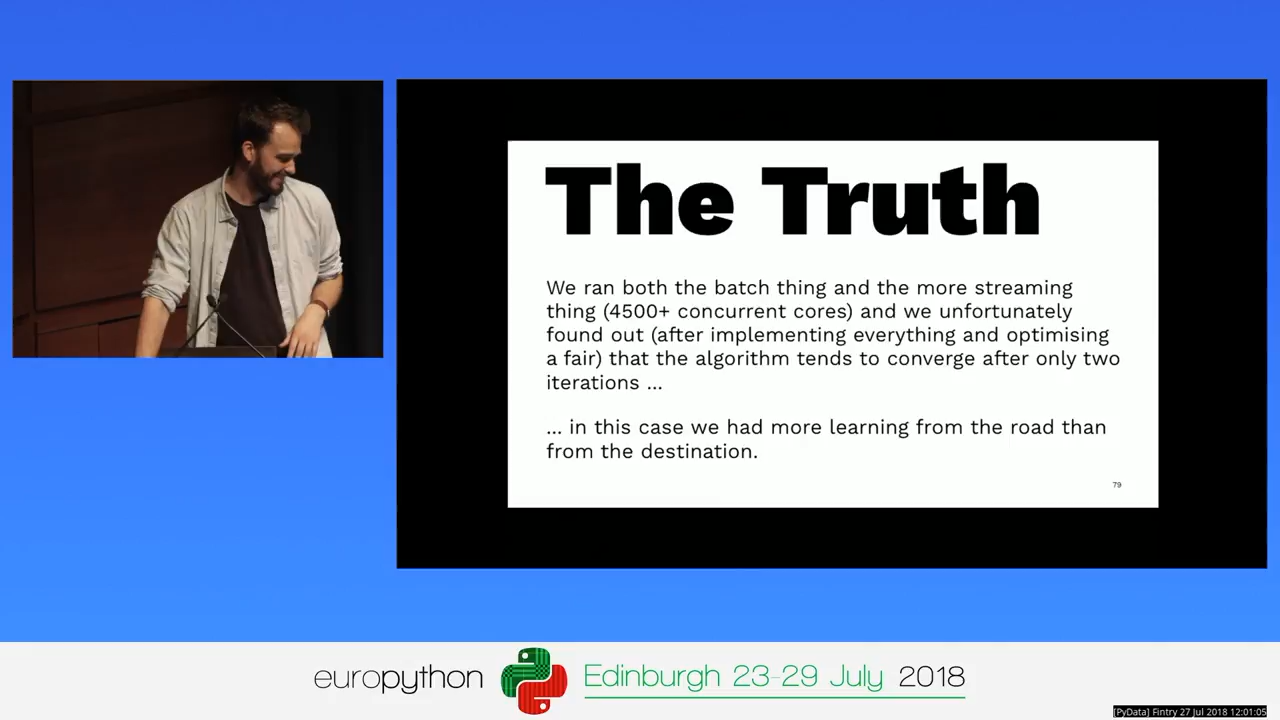 The Truth
We ran both the batch thing and the more streaming
thing (4500+ concurrent cores) and we unfortunately
found out (after implementing everything and optimising
a fair) that the algorithm tends to converge after only two
iterations ...
... in this case we had more learning from the road than
from the destination.
79
europython Edinburgh 23-29 July 2018
[PyData] Fintry 27 Jul 2018 12:01:05